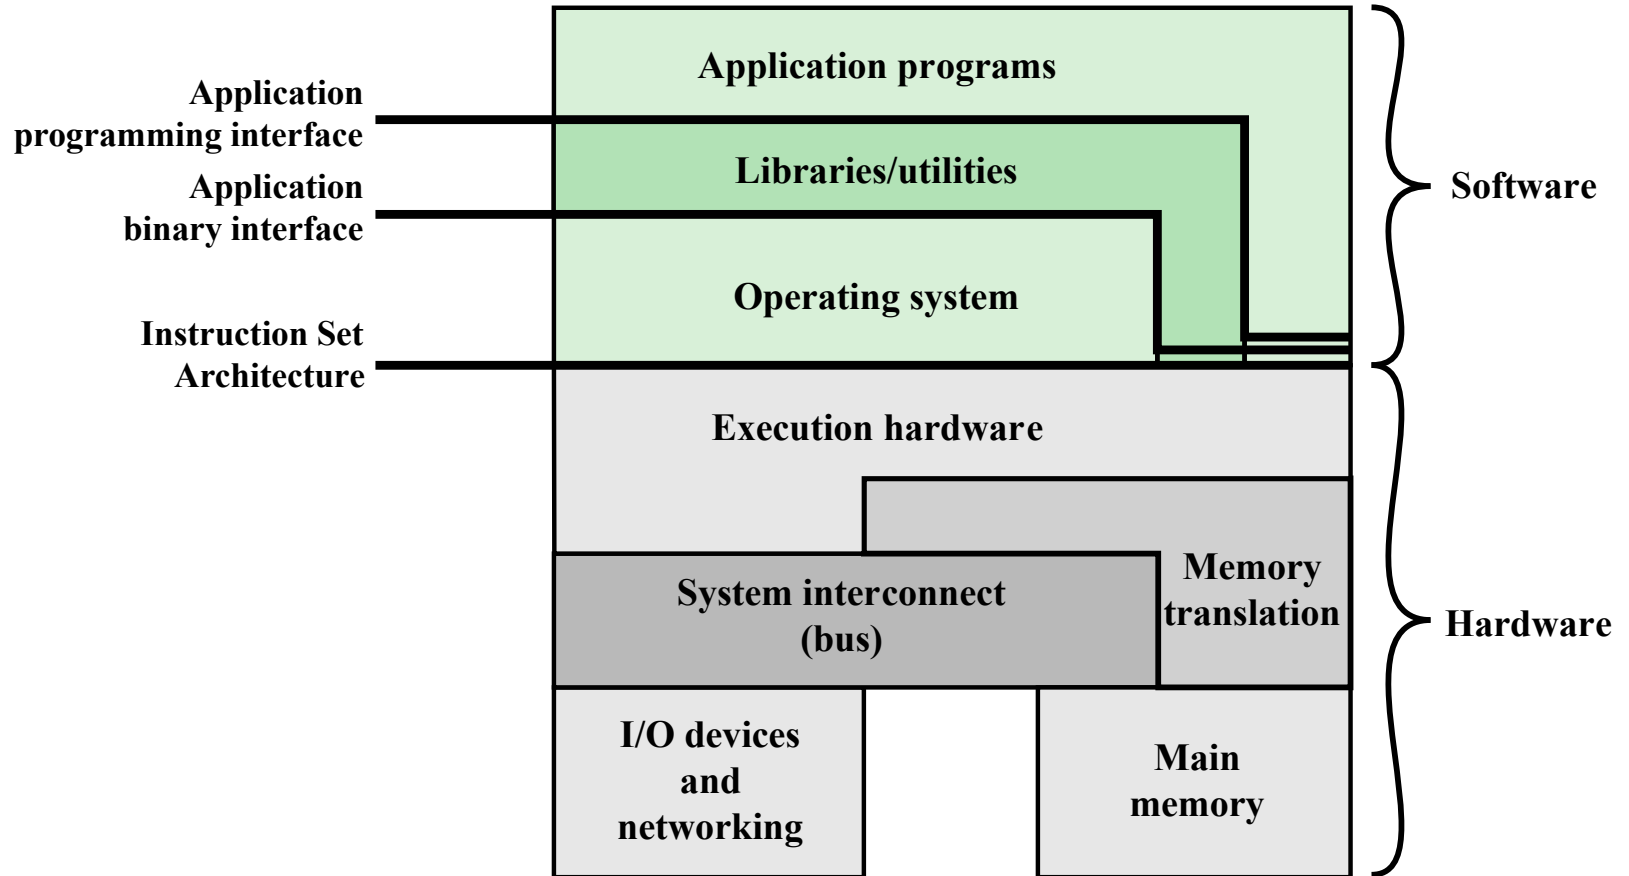 Application programs
Application
programming interface
Libraries/utilities
Application
binary interface
Software
Operating system
Instruction Set
Architecture
Execution hardware
Memory
translation
System interconnect
(bus)
Hardware
I/O devices
and
networking
Main
memory